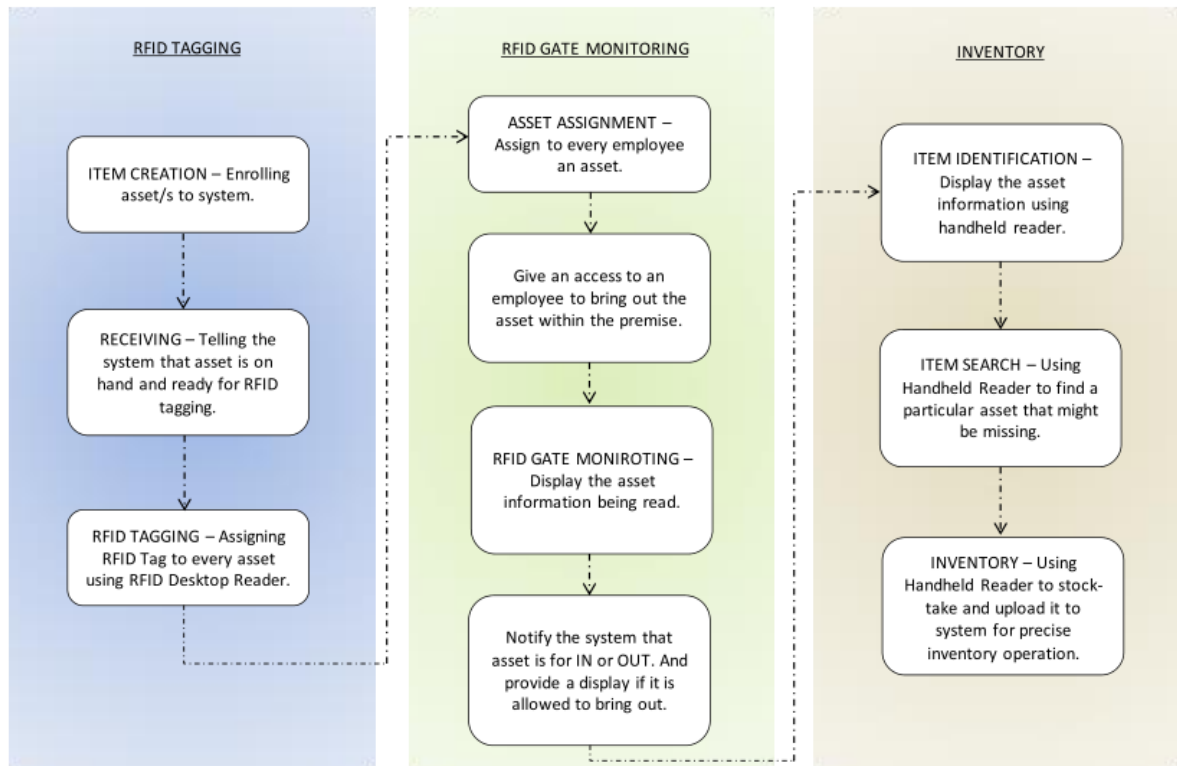 RFID TAGGING
ITEM CREATION – Enrolling
asset/s to system.
RECEIVING – Telling the
system that asset is on
hand and ready for RFID
tagging.
RFID TAGGING – Assigning
RFID Tag to every asset
using RFID Desktop Reader.
RFID GATE MONITORING
ASSET ASSIGNMENT –
Assign to every employee
an asset.
Give an access to an
employee to bring out the
asset within the premise.
RFID GATE MONIROTING –
Display the asset
information being read.
Notify the system that
asset is for IN or OUT. And
provide a display if it is
allowed to bring out.
INVENTORY
ITEM IDENTIFICATION –
Display the asset
information using
handheld reader.
ITEM SEARCH – Using
Handheld Reader to find a
particular asset that might
be missing.
INVENTORY – Using
Handheld Reader to stock-
take and upload it to
system for precise
inventory operation.